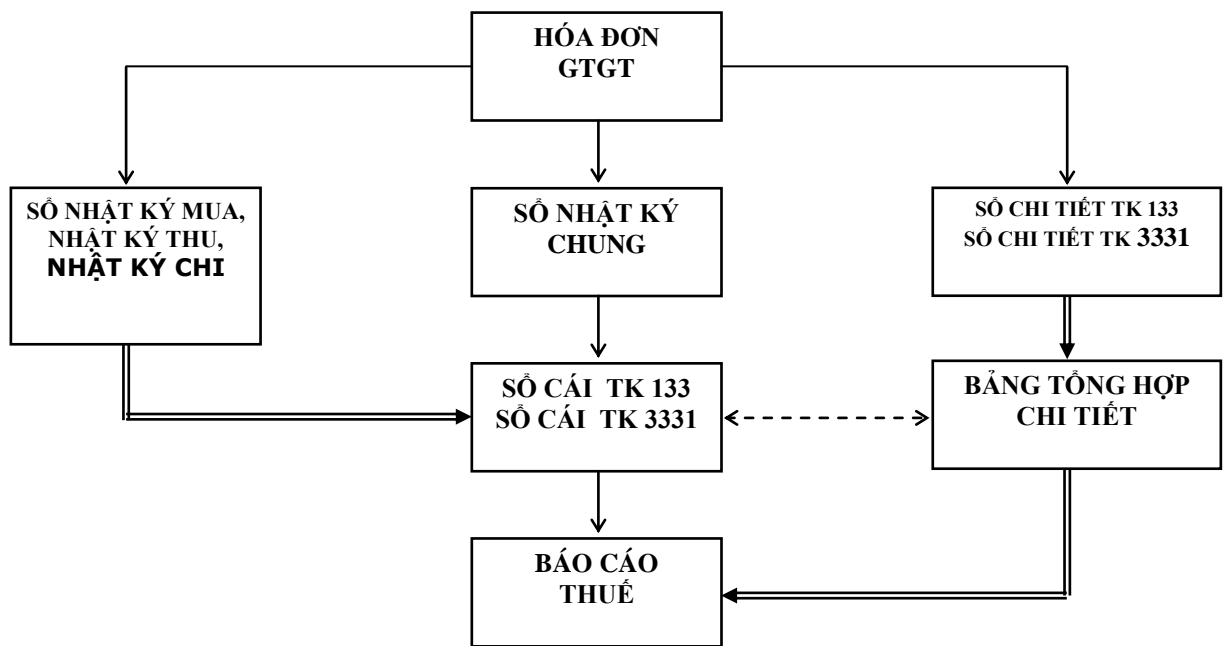 HÓA ĐƠN
GTGT
SỔ NHẬT KÝ MUA,
NHẬT KÝ THU,
NHẬT KÝ CHI
SỔ NHẬT KÝ
CHUNG
SỔ CHI TIẾT TK 133
SỔ CHI TIẾT TK 3331
SỔ CÁI TK 133
SỔ CÁI TK 3331
BẢNG TỔNG HỢP
CHI TIẾT
BÁO CÁO
THUẾ